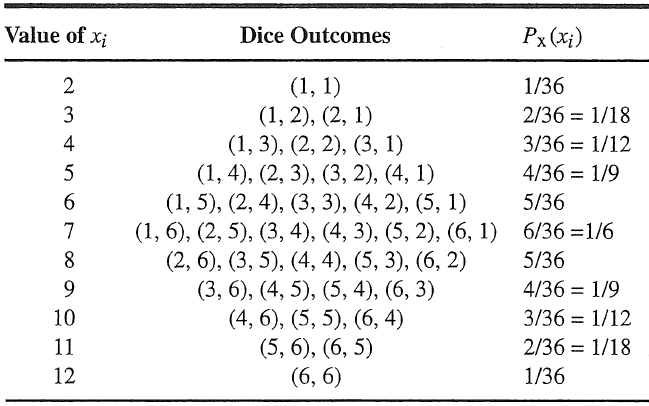 Value of xᵢ Dice Outcomes Pₓ(xᵢ)
2 (1, 1) 1/36
3 (1, 2), (2, 1) 2/36 = 1/18
4 (1, 3), (2, 2), (3, 1) 3/36 = 1/12
5 (1, 4), (2, 3), (3, 2), (4, 1) 4/36 = 1/9
6 (1, 5), (2, 4), (3, 3), (4, 2), (5, 1) 5/36
7 (1, 6), (2, 5), (3, 4), (4, 3), (5, 2), (6, 1) 6/36 =1/6
8 (2, 6), (3, 5), (4, 4), (5, 3), (6, 2) 5/36
9 (3, 6), (4, 5), (5, 4), (6, 3) 4/36 = 1/9
10 (4, 6), (5, 5), (6, 4) 3/36 = 1/12
11 (5, 6), (6, 5) 2/36 = 1/18
12 (6, 6) 1/36